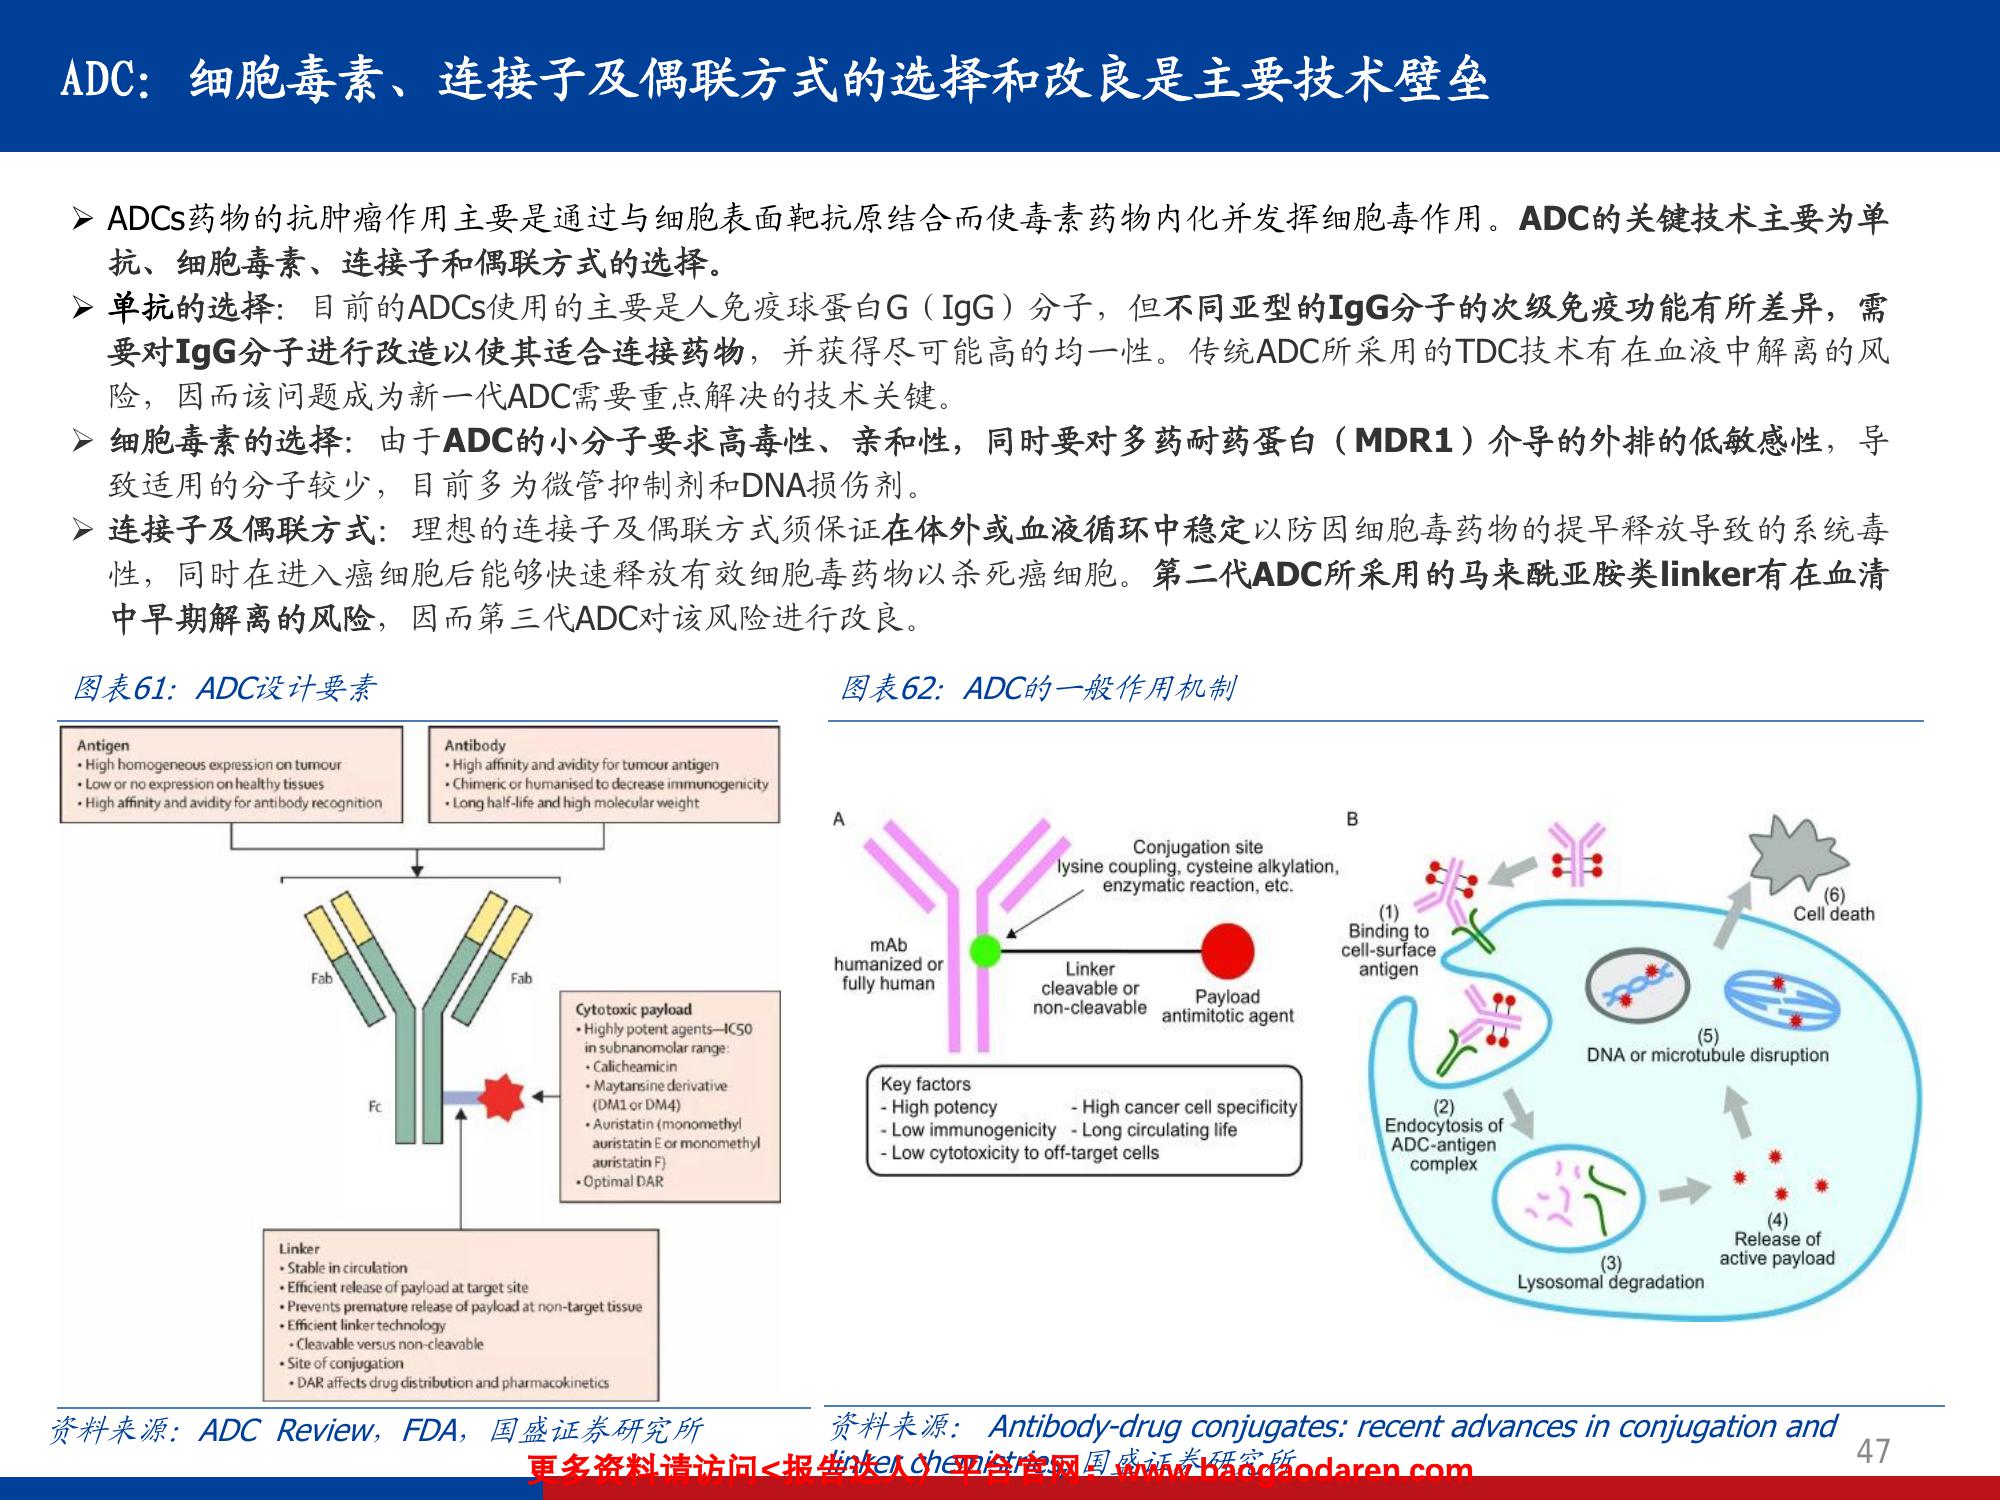 ADC：细胞毒素、连接子及偶联方式的选择和改良是主要技术壁垒
➢ ADCs药物的抗肿瘤作用主要是通过与细胞表面靶抗原结合而使毒素药物内化并发挥细胞毒作用。ADC的关键技术主要为单
抗、细胞毒素、连接子和偶联方式的选择。
➢ 单抗的选择：目前的ADCs使用的主要是人免疫球蛋白G（IgG）分子，但不同亚型的IgG分子的次级免疫功能有所差异，需
要对IgG分子进行改造以使其适合连接药物，并获得尽可能高的均一性。传统ADC所采用的TDC技术有在血液中解离的风
险，因而该问题成为新一代ADC需要重点解决的技术关键。
➢ 细胞毒素的选择：由于ADC的小分子要求高毒性、亲和性，同时要对多药耐药蛋白（MDR1）介导的外排的低敏感性，导
致适用的分子较少，目前多为微管抑制剂和DNA损伤剂。
➢ 连接子及偶联方式：理想的连接子及偶联方式须保证在体外或血液循环中稳定以防因细胞毒药物的提早释放导致的系统毒
性，同时在进入癌细胞后能够快速释放有效细胞毒药物以杀死癌细胞。第二代ADC所采用的马来酰亚胺类linker有在血清
中早期解离的风险，因而第三代ADC对该风险进行改良。
图表61：ADC设计要素
Antigen
• High homogeneous expression on tumour
• Low or no expression on healthy tissues
• High affinity and avidity for antibody recognition
Antibody
• High affinity and avidity for tumour antigen
• Chimeric or humanised to decrease immunogenicity
• Long half-life and high molecular weight
Fab
Fab
Fc
Cytotoxic payload
• Highly potent agents—IC50
in subnanomolar range:
• Calicheamicin
• Maytansine derivative
(DM1 or DM4)
• Auristatin (monomethyl
auristatin E or monomethyl
auristatin F)
• Optimal DAR
Linker
• Stable in circulation
• Efficient release of payload at target site
• Prevents premature release of payload at non-target tissue
• Efficient linker technology
• Cleavable versus non-cleavable
• Site of conjugation
• DAR affects drug distribution and pharmacokinetics
资料来源：ADC Review，FDA，国盛证券研究所
图表62：ADC的一般作用机制
A
Conjugation site
lysine coupling, cysteine alkylation,
enzymatic reaction, etc.
mAb
humanized or
fully human
Linker
cleavable or
non-cleavable
Payload
antimitotic agent
Key factors
- High potency - High cancer cell specificity
- Low immunogenicity - Long circulating life
- Low cytotoxicity to off-target cells
B
(1)
Binding to
cell-surface
antigen
(2)
Endocytosis of
ADC-antigen
complex
(3)
Lysosomal degradation
(4)
Release of
active payload
(5)
DNA or microtubule disruption
(6)
Cell death
资料来源： Antibody-drug conjugates: recent advances in conjugation and
linker chemistries，国盛证券研究所
更多资料请访问<报告达人>平台官网：www.baogaodaren.com
47